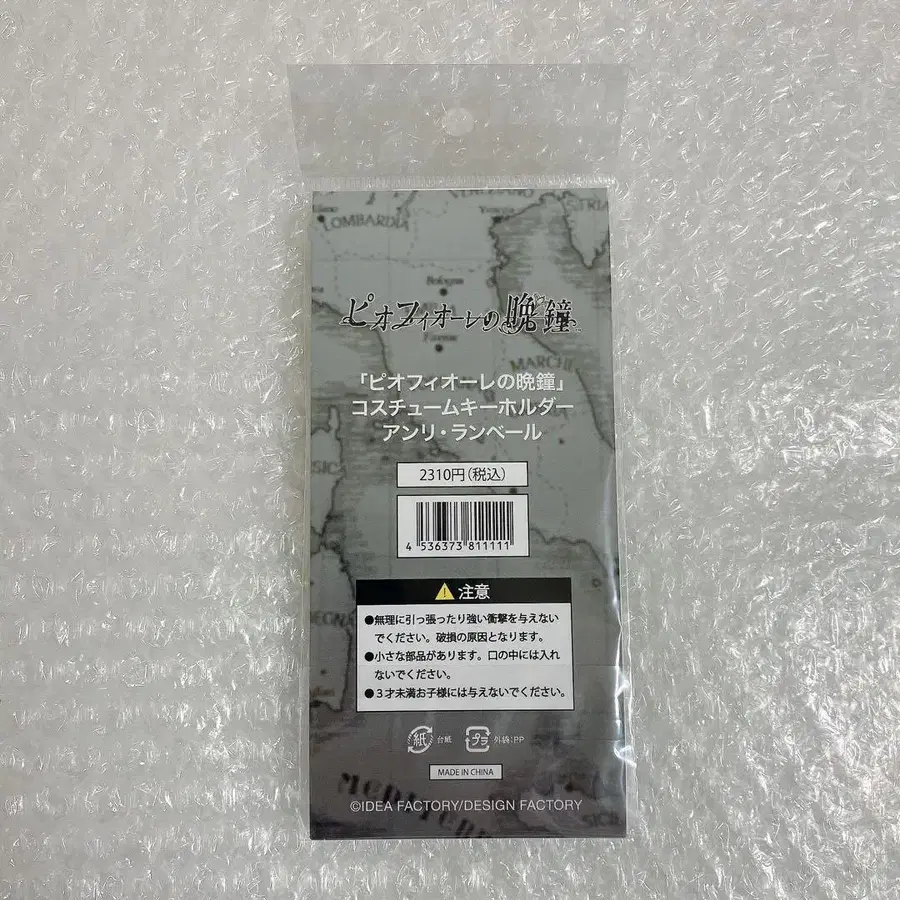 LOMBARDIA
Bologna
ピオフィオーレの晩鐘
Firenze
MARCHE
「ピオフィオーレの晩鐘」
コスチュームキーホルダー
アンリ・ランベール
2310円(税込)
4 536373 811111
注意
●無理に引っ張ったり強い衝撃を与えない
でください。破損の原因となります。
●小さな部品があります。口の中には入れ
ないでください。
●3才未満お子様には与えないでください。
紙 台紙 プラ 外袋:PP
MADE IN CHINA
©IDEA FACTORY/DESIGN FACTORY